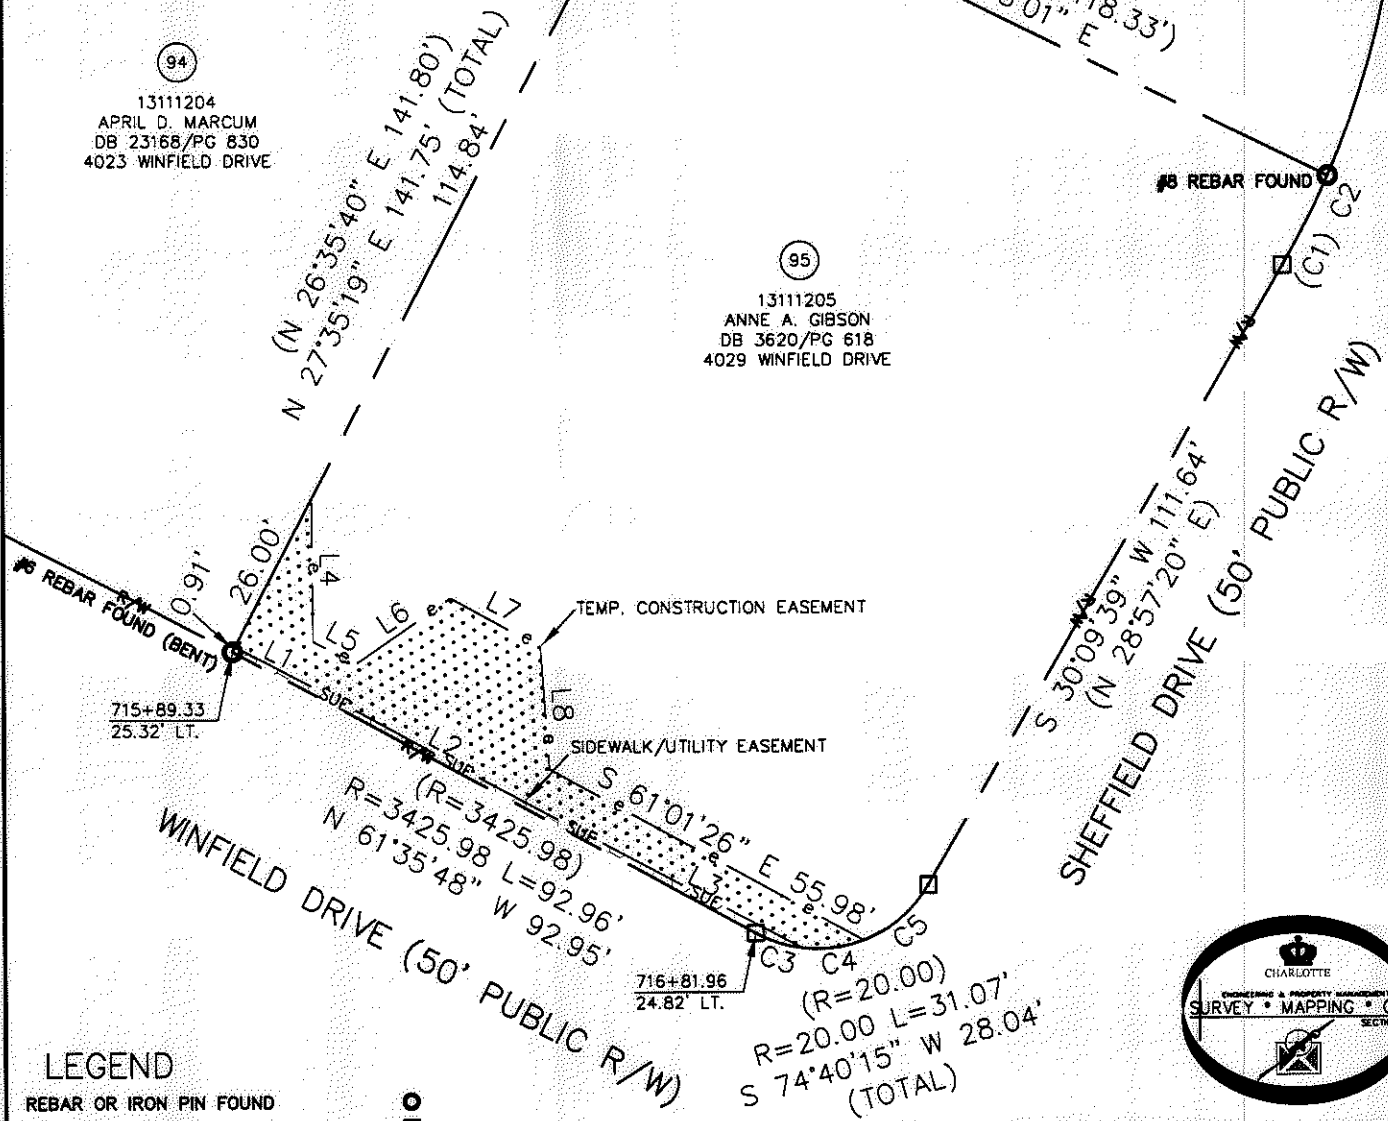 94
13111204
APRIL D. MARCUM
DB 23168/PG 830
4023 WINFIELD DRIVE
(N 26°35'40" E 141.80')
N 27°35'19" E 141.75' (TOTAL)
114.84'
18.33')
01" E
#8 REBAR FOUND
(C1) C2
95
13111205
ANNE A. GIBSON
DB 3620/PG 618
4029 WINFIELD DRIVE
S 30°09'39" W 111.64'
(N 28°57'20" E)
SHEFFIELD DRIVE (50' PUBLIC R/W)
R/W
R/W
#6 REBAR FOUND (BENT)
R/W
0.91'
26.00'
L4
e
L5
e
L6
e
L7
e
TEMP. CONSTRUCTION EASEMENT
L1
SUE
L8
e
e
715+89.33
25.32' LT.
L2
R/W
SUE
SIDEWALK/UTILITY EASEMENT
(R=3425.98)
R=3425.98 L=92.96'
N 61°35'48" W 92.95'
SUE
S 61°01'26" E 55.98'
e
e
e
L3
SUE
WINFIELD DRIVE (50' PUBLIC R/W)
716+81.96
24.82' LT.
C3
C4
C5
(R=20.00)
R=20.00 L=31.07'
S 74°40'15" W 28.04'
(TOTAL)
CHARLOTTE
ENGINEERING & PROPERTY MANAGEMENT
SURVEY * MAPPING *
LEGEND
REBAR OR IRON PIN FOUND